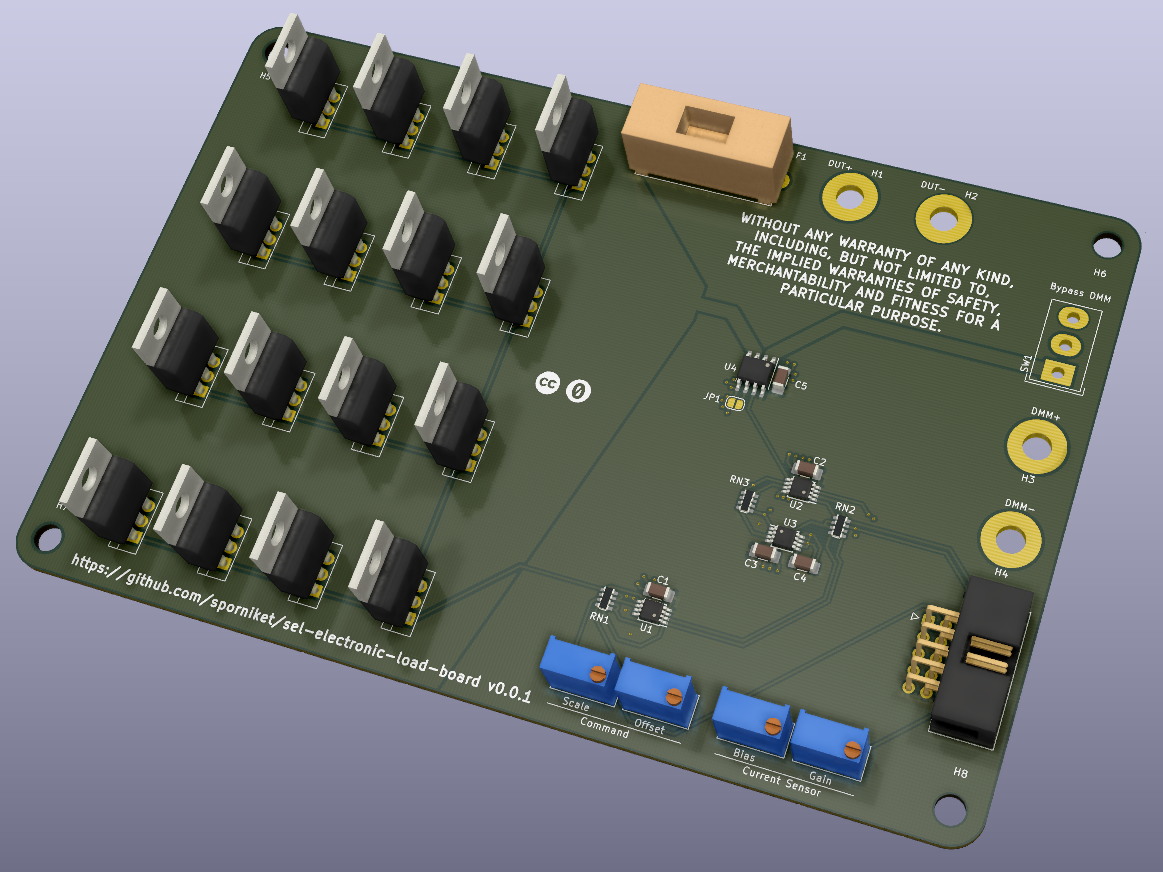 H5
F1
DUT+ H1
DUT- H2
H6
WITHOUT ANY WARRANTY OF ANY KIND,
INCLUDING, BUT NOT LIMITED TO,
THE IMPLIED WARRANTIES OF SAFETY,
MERCHANTABILITY AND FITNESS FOR A
PARTICULAR PURPOSE.
Bypass DMM
SW1
U4
C5
JP1
cc 0
DMM+
H3
C2
RN3
U2
RN2
U3
C3
C4
DMM-
H4
C1
RN1
U1
https://github.com/sporniket/sel-electronic-load-board v0.0.1
Scale
Offset
Command
Bias
Gain
Current Sensor
H8